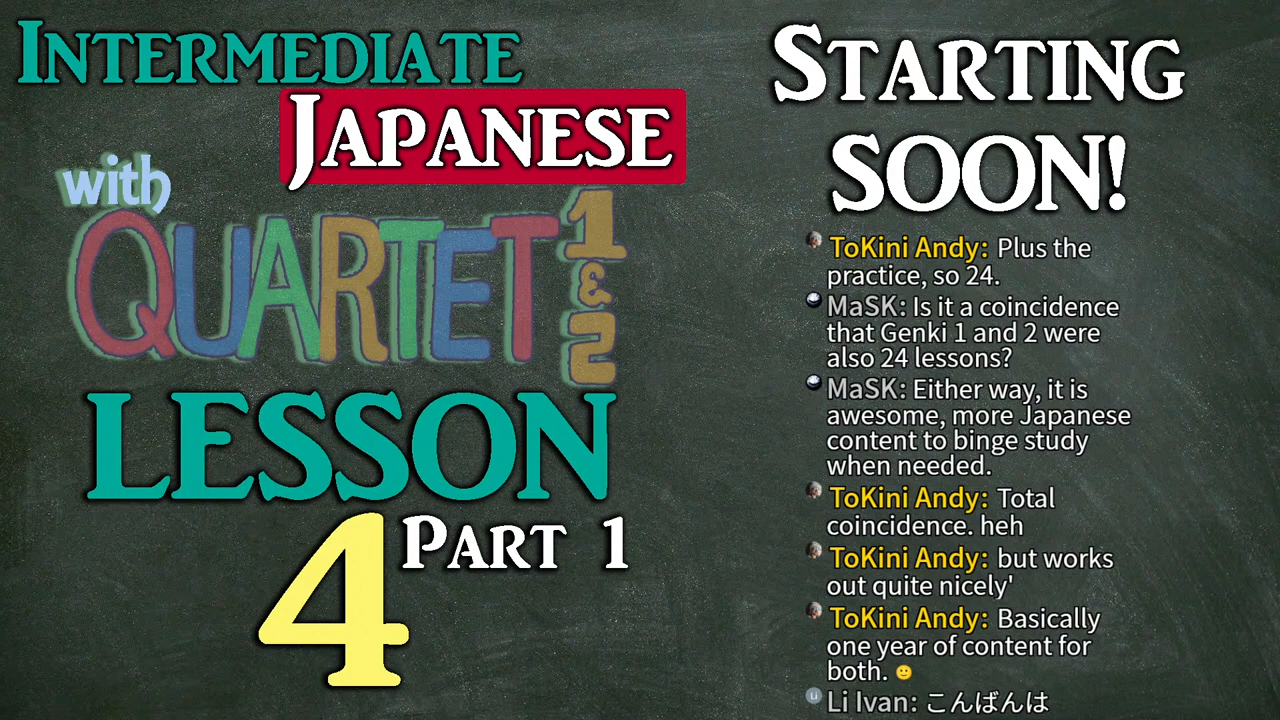 INTERMEDIATE
JAPANESE
with
QUARTET 1 & 2
LESSON
4 PART 1
STARTING
SOON!
ToKini Andy: Plus the
practice, so 24.
MaSK: Is it a coincidence
that Genki 1 and 2 were
also 24 lessons?
MaSK: Either way, it is
awesome, more Japanese
content to binge study
when needed.
ToKini Andy: Total
coincidence. heh
ToKini Andy: but works
out quite nicely'
ToKini Andy: Basically
one year of content for
both. 🙂
Li Ivan: こんばんは